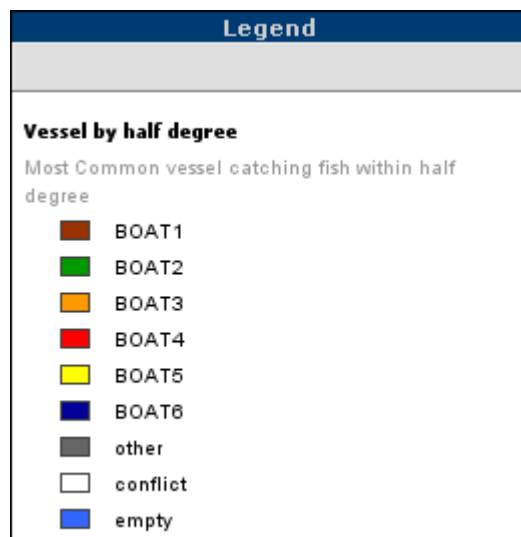 Legend
Vessel by half degree
Most Common vessel catching fish within half
degree
BOAT1
BOAT2
BOAT3
BOAT4
BOAT5
BOAT6
other
conflict
empty